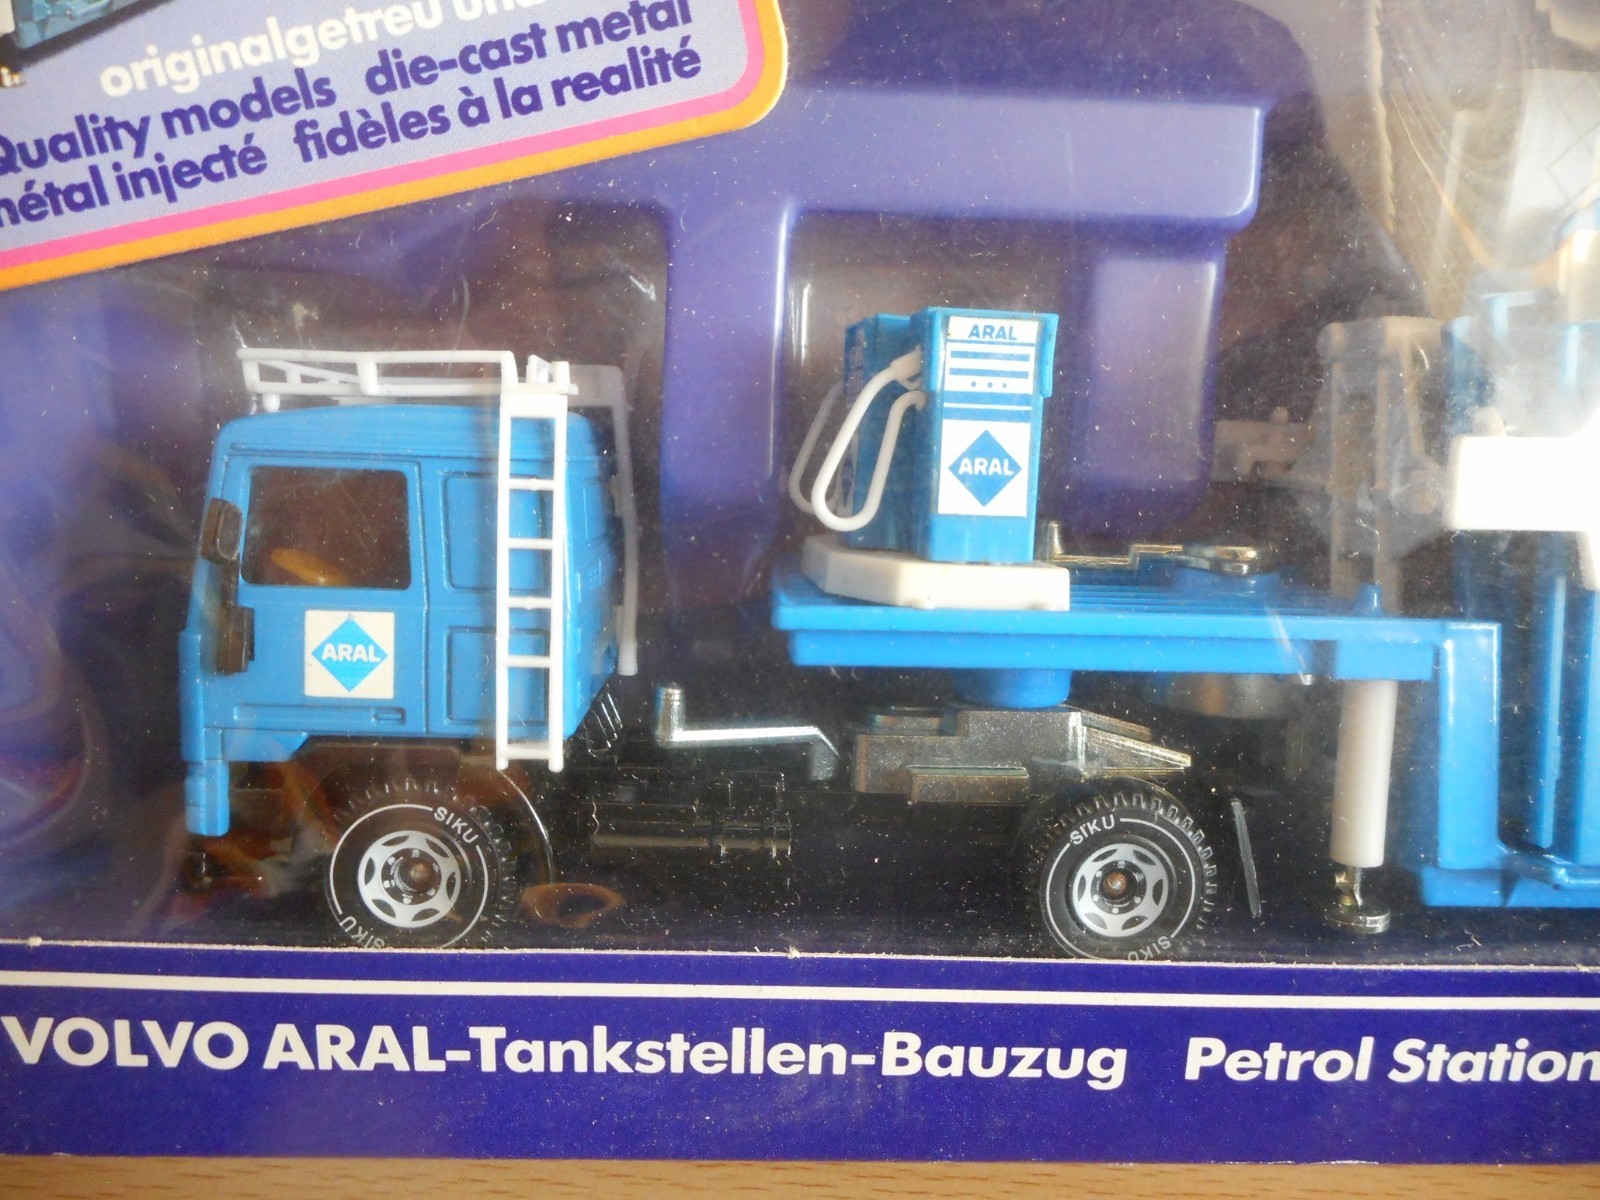 originalgetreu und
Quality models die-cast metal
métal injecté fidèles à la realité
ARAL
ARAL
ARAL
SIKU
SIKU
SIKU
SIKU
VOLVO ARAL-Tankstellen-Bauzug Petrol Station